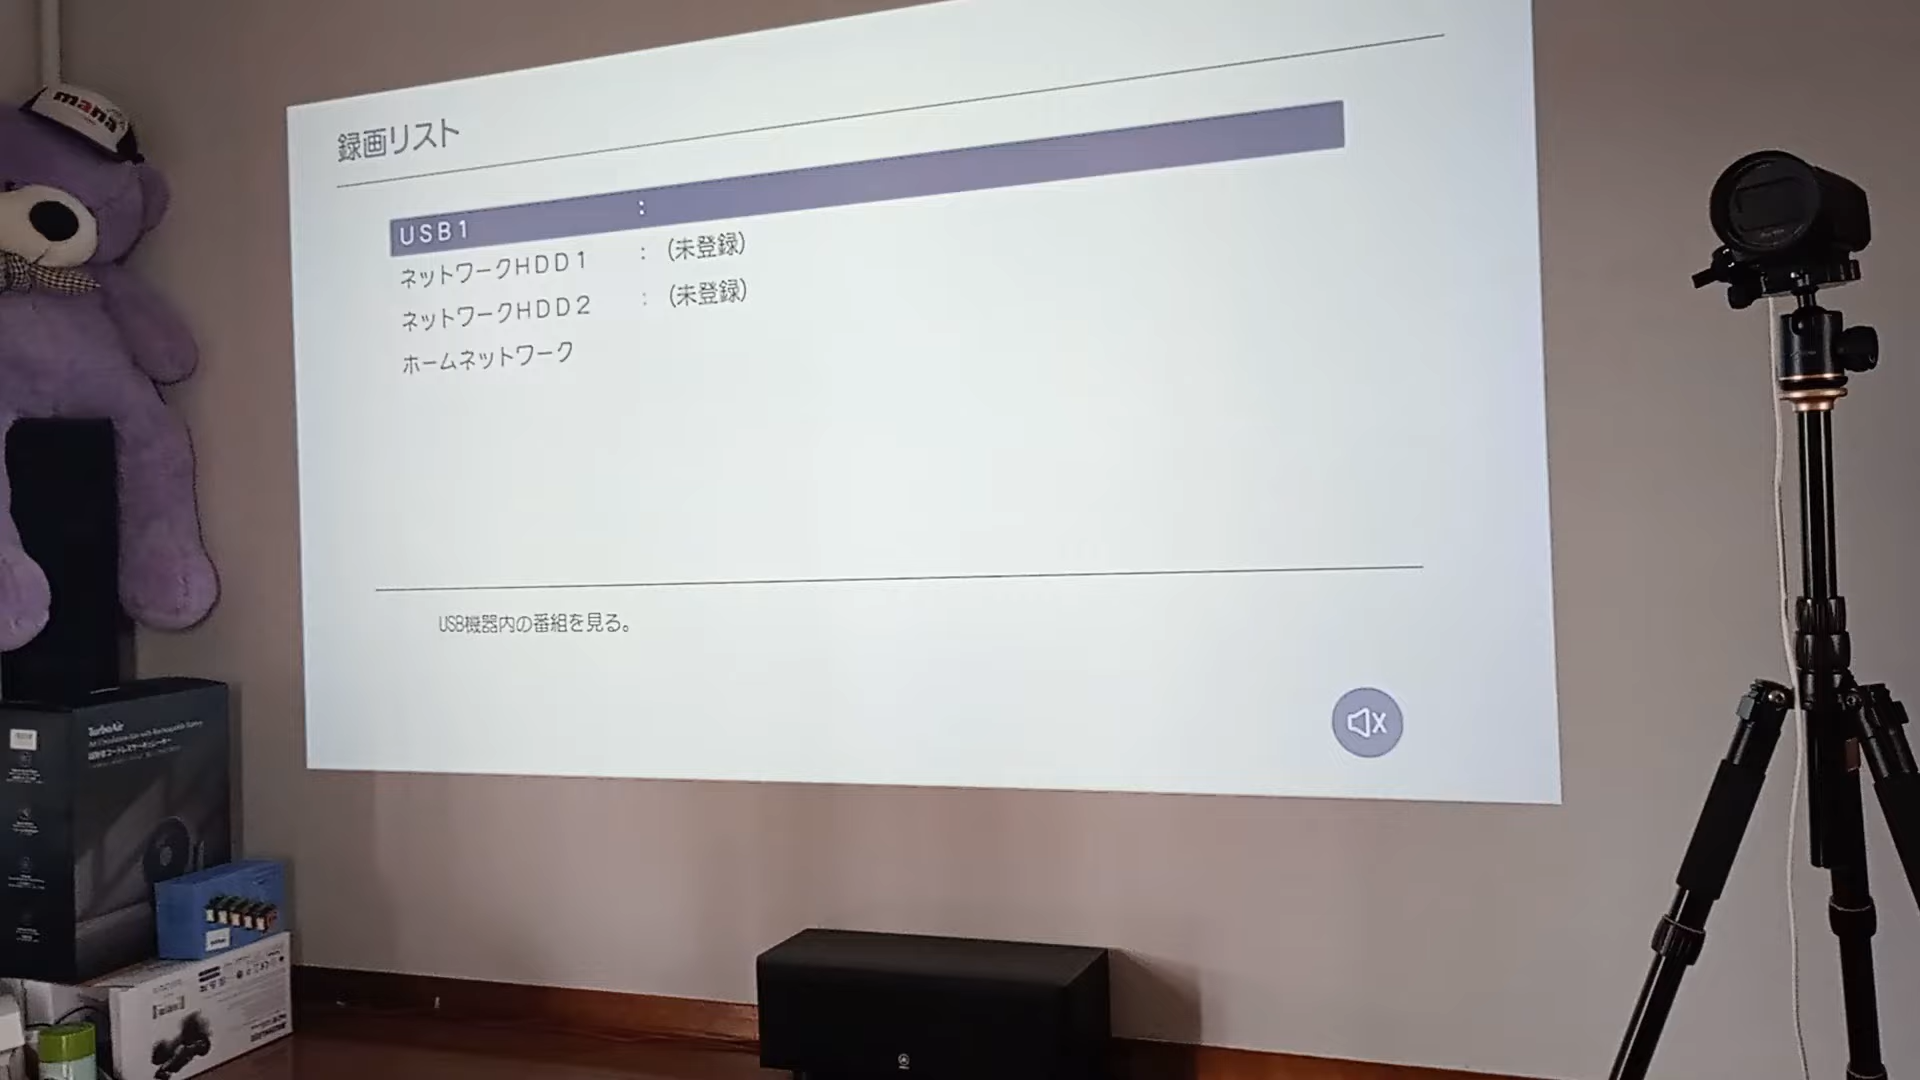 mana
録画リスト
USB1 :
ネットワークHDD1 : (未登録)
ネットワークHDD2 : (未登録)
ホームネットワーク
USB機器内の番組を見る。
TurboAir